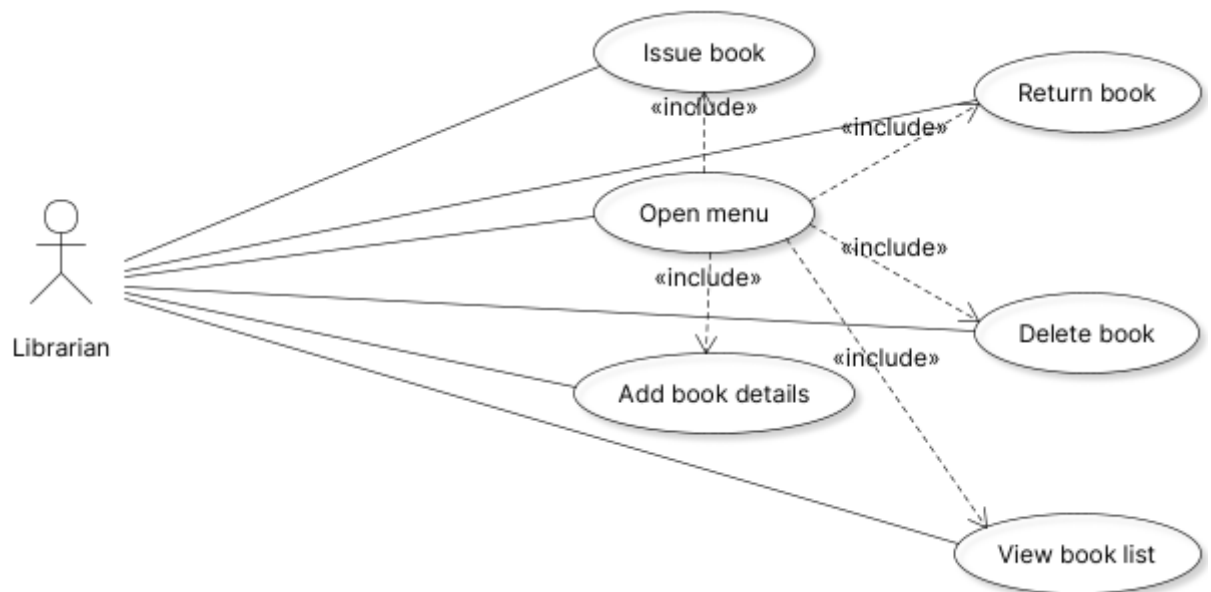 Issue book
«include»
Return book
«include»
Open menu
«include»
«include»
Librarian
Delete book
«include»
Add book details
View book list